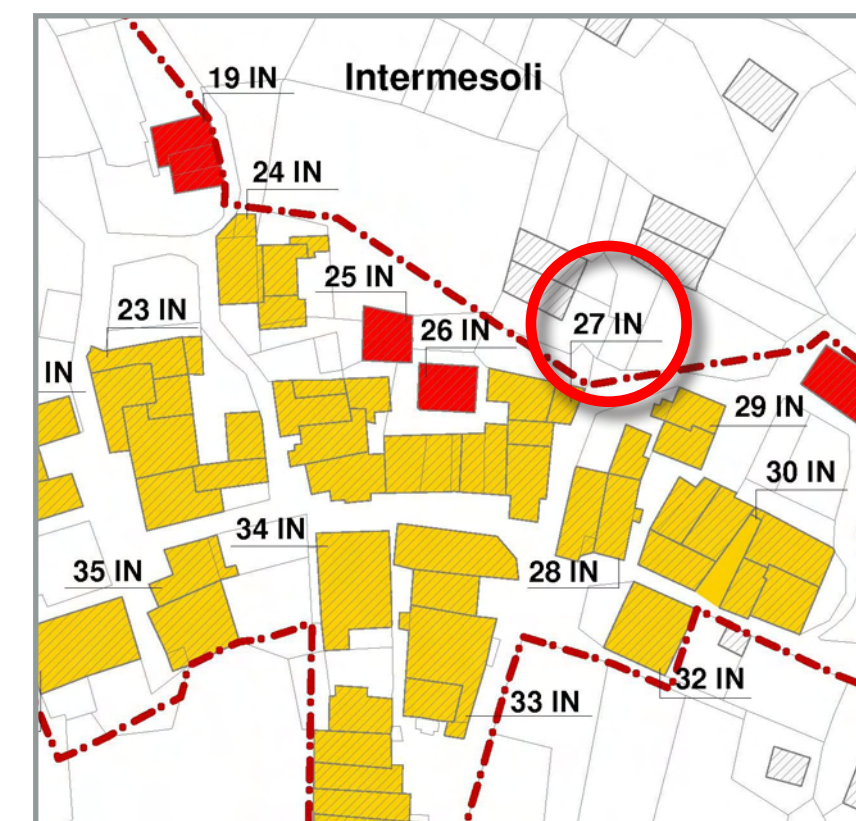 19 IN
Intermesoli
24 IN
25 IN
23 IN
26 IN
27 IN
IN
29 IN
30 IN
34 IN
35 IN
28 IN
32 IN
33 IN